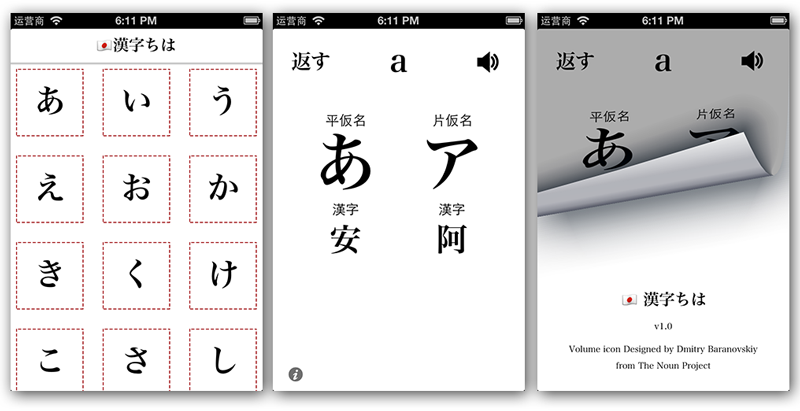 运营商 6:11 PM
🇯🇵漢字ちは
あ い う
え お か
き く け
こ さ し
运营商 6:11 PM
返す a
平仮名 片仮名
あ ア
漢字 漢字
安 阿
i
运营商 6:11 PM
返す a
平仮名 片仮名
あ ア
🇯🇵 漢字ちは
v1.0
Volume icon Designed by Dmitry Baranovskiy
from The Noun Project